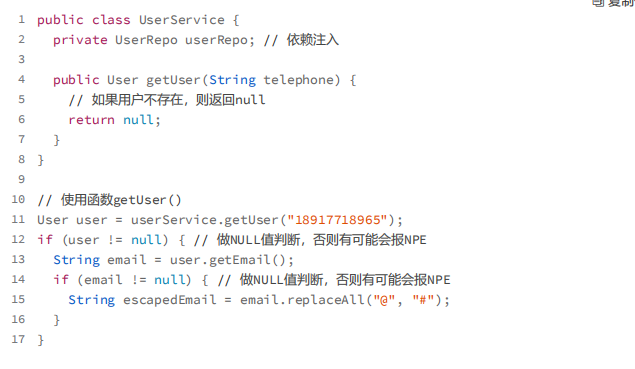 复制
1 public class UserService {
2   private UserRepo userRepo; // 依赖注入
3
4   public User getUser(String telephone) {
5     // 如果用户不存在，则返回null
6     return null;
7   }
8 }
9
10 // 使用函数getUser()
11 User user = userService.getUser("18917718965");
12 if (user != null) { // 做NULL值判断，否则有可能会报NPE
13   String email = user.getEmail();
14   if (email != null) { // 做NULL值判断，否则有可能会报NPE
15     String escapedEmail = email.replaceAll("@", "#");
16   }
17 }